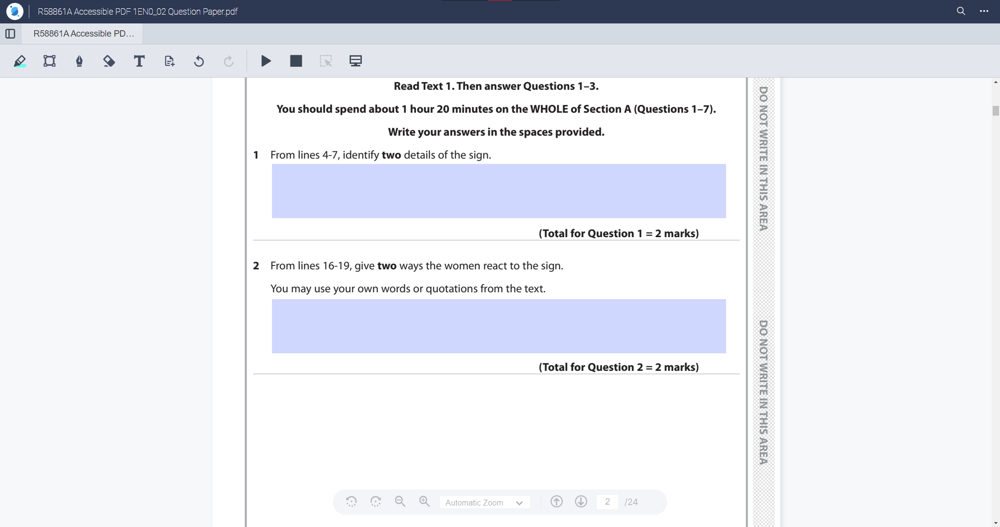 R58861A Accessible PDF 1EN0_02 Question Paper.pdf
R58861A Accessible PD...
Read Text 1. Then answer Questions 1–3.
You should spend about 1 hour 20 minutes on the WHOLE of Section A (Questions 1–7).
Write your answers in the spaces provided.
1 From lines 4-7, identify two details of the sign.
(Total for Question 1 = 2 marks)
2 From lines 16-19, give two ways the women react to the sign.
You may use your own words or quotations from the text.
(Total for Question 2 = 2 marks)
DO NOT WRITE IN THIS AREA
DO NOT WRITE IN THIS AREA
Automatic Zoom
2 /24